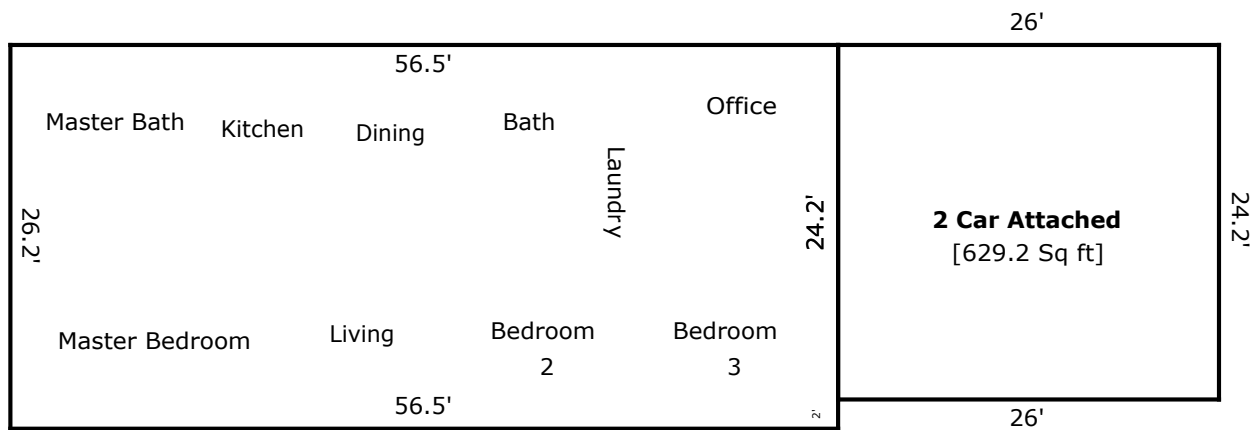 26'
56.5'
Master Bath
Kitchen
Dining
Bath
Office
Laundry
26.2'
24.2'
2 Car Attached
[629.2 Sq ft]
24.2'
Master Bedroom
Living
Bedroom
2
Bedroom
3
56.5'
2'
26'